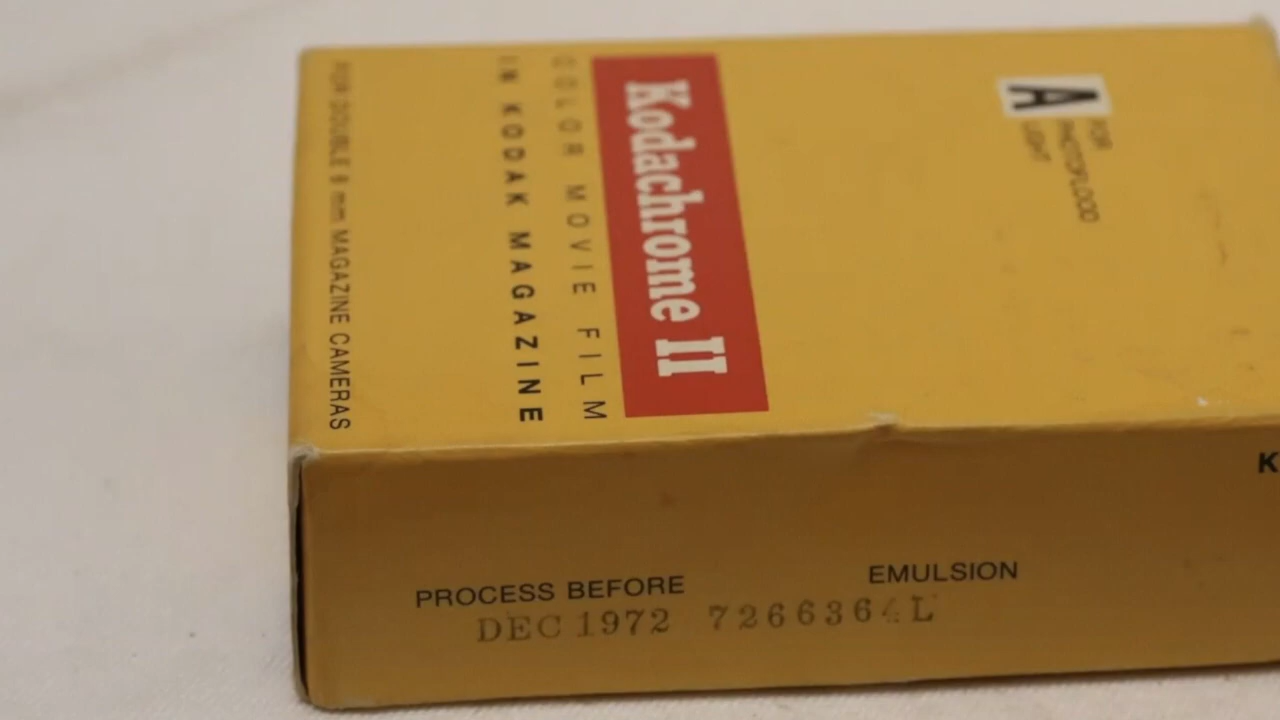 A
FOR
PHOTOFLOOD
LIGHT
Kodachrome II
COLOR MOVIE FILM
IN KODAK MAGAZINE
FOR DOUBLE 8 mm MAGAZINE CAMERAS
K
PROCESS BEFORE
EMULSION
DEC 1972